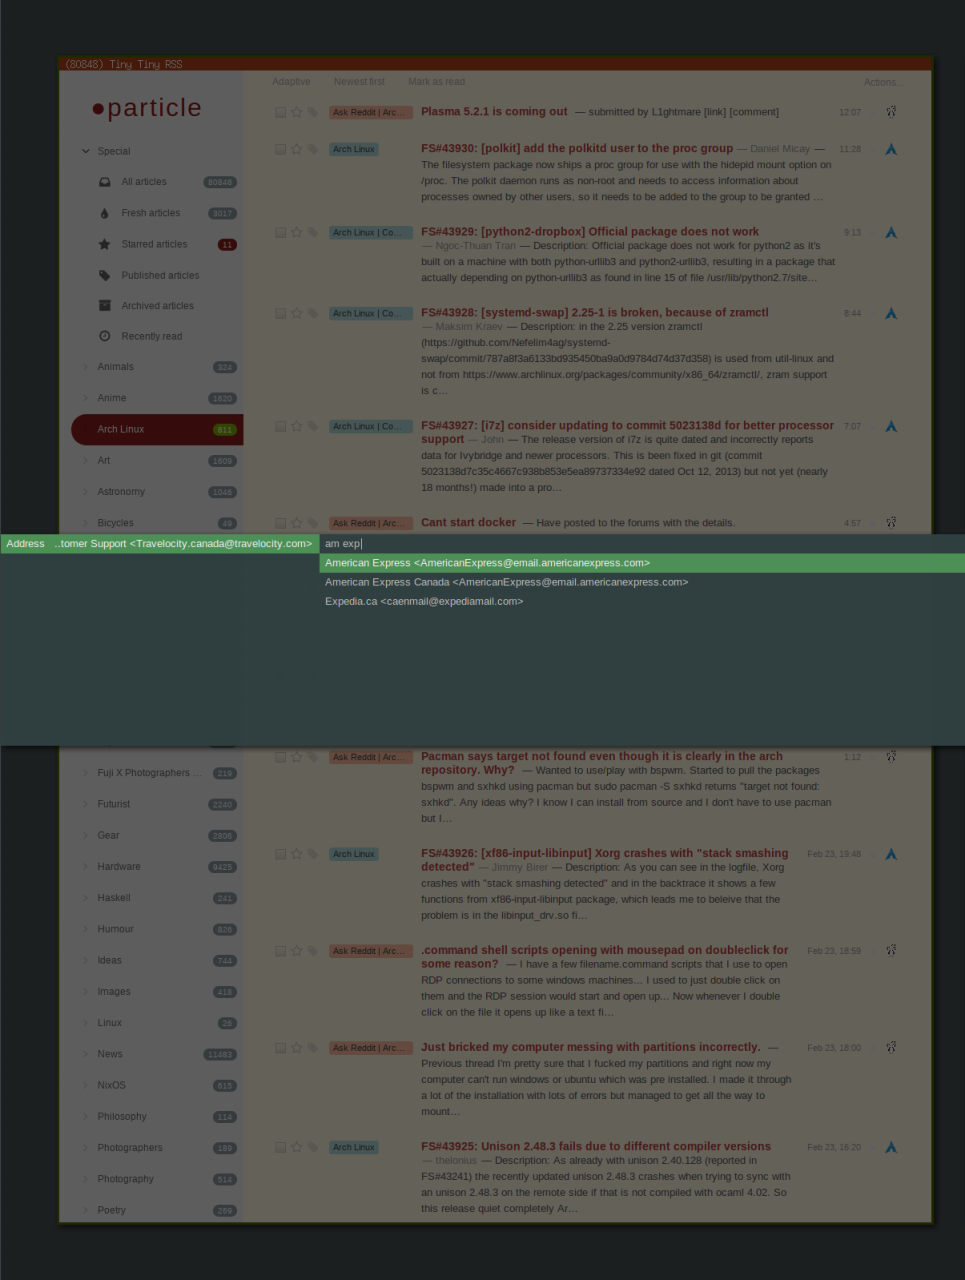 (80848) Tiny Tiny RSS
Adaptive Newest first Mark as read Actions...
particle
Special
All articles 80848
Fresh articles 3017
Starred articles 11
Published articles
Archived articles
Recently read
Animals 324
Anime 1620
Arch Linux 811
Art 1609
Astronomy 1046
Bicycles 49
Ask Reddit | Arc... Plasma 5.2.1 is coming out — submitted by L1ghtmare [link] [comment] 12:07
Arch Linux FS#43930: [polkit] add the polkitd user to the proc group — Daniel Micay — 11:28
The filesystem package now ships a proc group for use with the hidepid mount option on
/proc. The polkit daemon runs as non-root and needs to access information about
processes owned by other users, so it needs to be added to the group to be granted ...
Arch Linux | Co... FS#43929: [python2-dropbox] Official package does not work 9:13
— Ngoc-Thuan Tran — Description: Official package does not work for python2 as it's
built on a machine with both python-urllib3 and python2-urllib3, resulting in a package that
actually depending on python-urllib3 as found in line 15 of file /usr/lib/python2.7/site...
Arch Linux | Co... FS#43928: [systemd-swap] 2.25-1 is broken, because of zramctl 8:44
— Maksim Kraev — Description: in the 2.25 version zramctl
(https://github.com/Nefelim4ag/systemd-
swap/commit/787a8f3a6133bd935450ba9a0d9784d74d37d358) is used from util-linux and
not from https://www.archlinux.org/packages/community/x86_64/zramctl/, zram support
is c...
Arch Linux | Co... FS#43927: [i7z] consider updating to commit 5023138d for better processor 7:07
support — John — The release version of i7z is quite dated and incorrectly reports
data for Ivybridge and newer processors. This is been fixed in git (commit
5023138d7c35c4667c938b853e5ea89737334e92 dated Oct 12, 2013) but not yet (nearly
18 months!) made into a pro...
Ask Reddit | Arc... Cant start docker — Have posted to the forums with the details. 4:57
Address ..tomer Support <Travelocity.canada@travelocity.com> am exp
American Express <AmericanExpress@email.americanexpress.com>
American Express Canada <AmericanExpress@email.americanexpress.com>
Expedia.ca <caenmail@expediamail.com>
Fuji X Photographers ... 219
Futurist 2240
Gear 2806
Hardware 9425
Haskell 241
Humour 826
Ideas 744
Images 418
Linux 26
News 11483
NixOS 615
Philosophy 114
Photographers 189
Photography 514
Poetry 269
Ask Reddit | Arc... Pacman says target not found even though it is clearly in the arch 1:12
repository. Why? — Wanted to use/play with bspwm. Started to pull the packages
bspwm and sxhkd using pacman but sudo pacman -S sxhkd returns "target not found:
sxhkd". Any ideas why? I know I can install from source and I don't have to use pacman
but I...
Arch Linux FS#43926: [xf86-input-libinput] Xorg crashes with "stack smashing Feb 23, 19:48
detected" — Jimmy Birer — Description: As you can see in the logfile, Xorg
crashes with "stack smashing detected" and in the backtrace it shows a few
functions from xf86-input-libinput package, which leads me to beleive that the
problem is in the libinput_drv.so fi...
Ask Reddit | Arc... .command shell scripts opening with mousepad on doubleclick for Feb 23, 18:59
some reason? — I have a few filename.command scripts that I use to open
RDP connections to some windows machines... I used to just double click on
them and the RDP session would start and open up... Now whenever I double
click on the file it opens up like a text fi...
Ask Reddit | Arc... Just bricked my computer messing with partitions incorrectly. — Feb 23, 18:00
Previous thread I'm pretty sure that I fucked my partitions and right now my
computer can't run windows or ubuntu which was pre installed. I made it through
a lot of the installation with lots of errors but managed to get all the way to
mount...
Arch Linux FS#43925: Unison 2.48.3 fails due to different compiler versions Feb 23, 16:20
— thelonius — Description: As already with unison 2.40.128 (reported in
FS#43241) the recently updated unison 2.48.3 crashes when trying to sync with
an unison 2.48.3 on the remote side if that is not compiled with ocaml 4.02. So
this release quiet completely Ar...